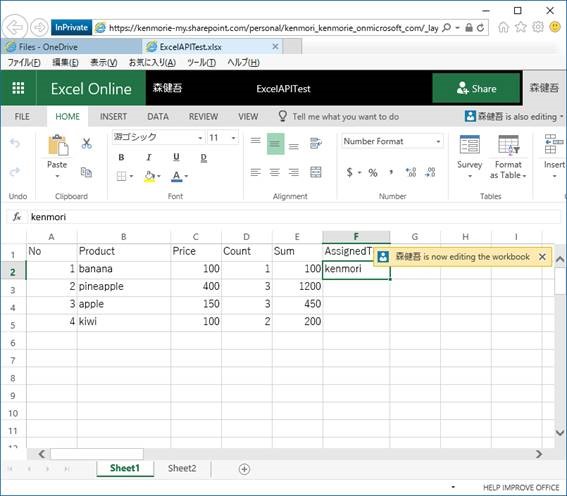 InPrivate https://kenmorie-my.sharepoint.com/personal/kenmori_kenmorie_onmicrosoft_com/_lay
Files - OneDrive ExcelAPITest.xlsx
ファイル(F) 編集(E) 表示(V) お気に入り(A) ツール(T) ヘルプ(H)
Excel Online 森健吾 ExcelAPITest Share 森健吾
FILE HOME INSERT DATA REVIEW VIEW Tell me what you want to do 森健吾 is also editing
游ゴシック 11 Number Format
Paste B I U D $ % .0 .00 .00 .0 Survey Format as Table Insert
Undo Clipboard Font Alignment Number Tables
fx kenmori
A B C D E F G H I
1 No Product Price Count Sum AssignedT
森健吾 is now editing the workbook
2 1 banana 100 1 100 kenmori
3 2 pineapple 400 3 1200
4 3 apple 150 3 450
5 4 kiwi 100 2 200
6
7
8
9
10
11
Sheet1 Sheet2
HELP IMPROVE OFFICE